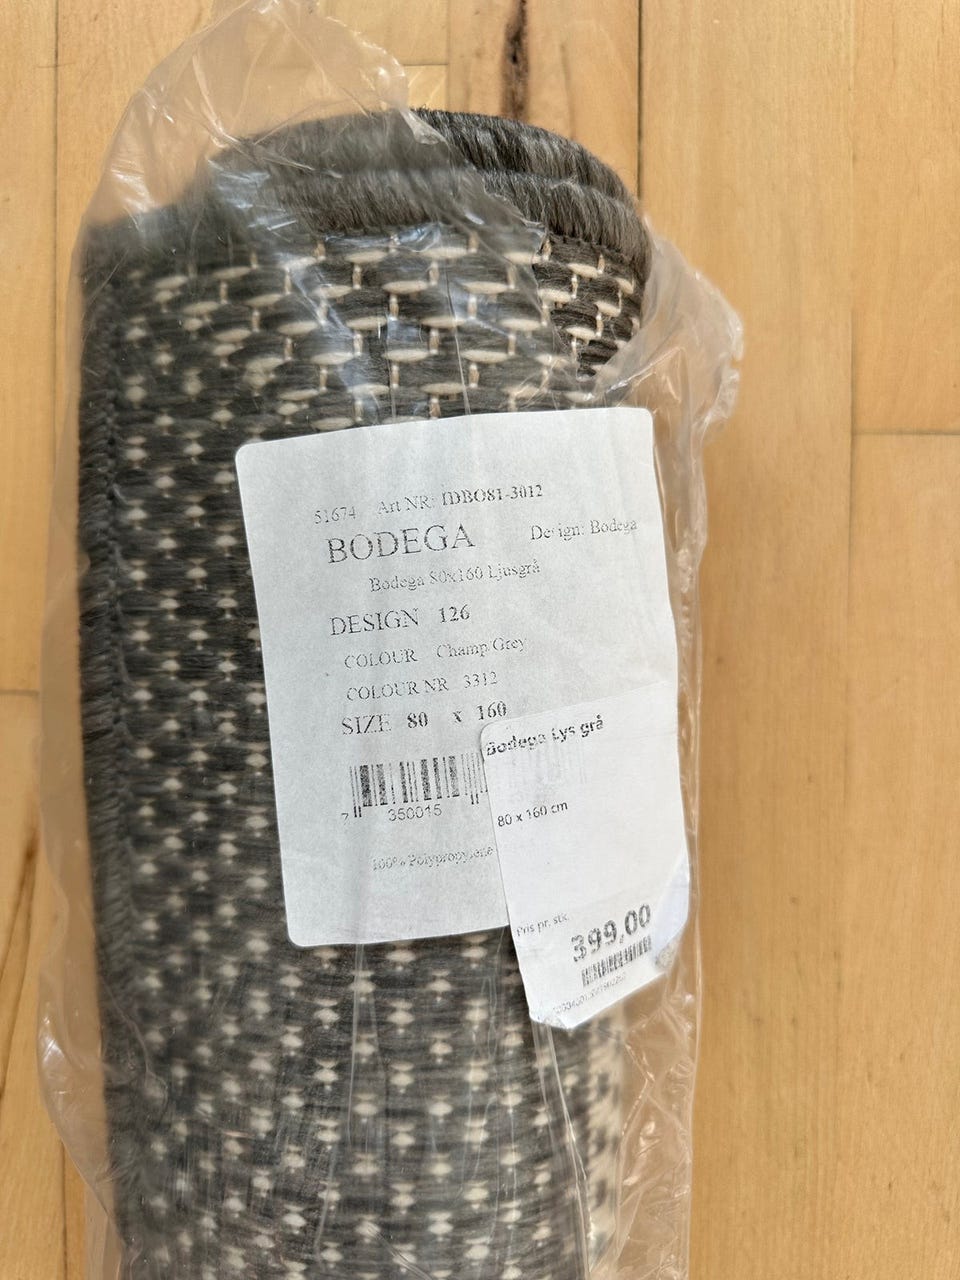 51674 Art NR: IDBO81-3012
BODEGA Design: Bodega
Bodega 80x160 Ljusgrå
DESIGN 126
COLOUR Champ/Grey
COLOUR NR 3312
SIZE 80 x 160
7 350015
100% Polypropylene
Bodega Lys grå
80 x 160 cm
Pris pr. stk.
399,00